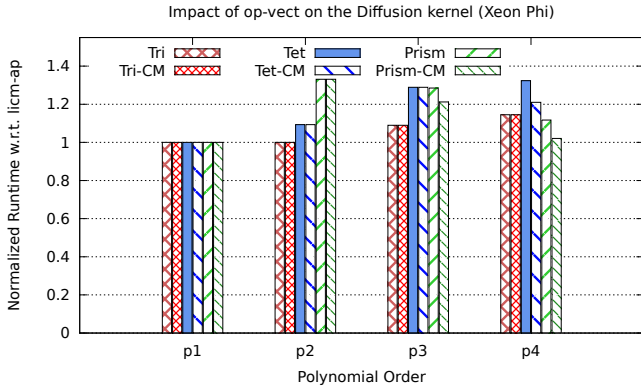 Impact of op-vect on the Diffusion kernel (Xeon Phi)
Tri Tet Prism
Tri-CM Tet-CM Prism-CM
Normalized Runtime w.r.t. licm-ap
1.4
1.2
1
0.8
0.6
0.4
0.2
0
p1 p2 p3 p4
Polynomial Order